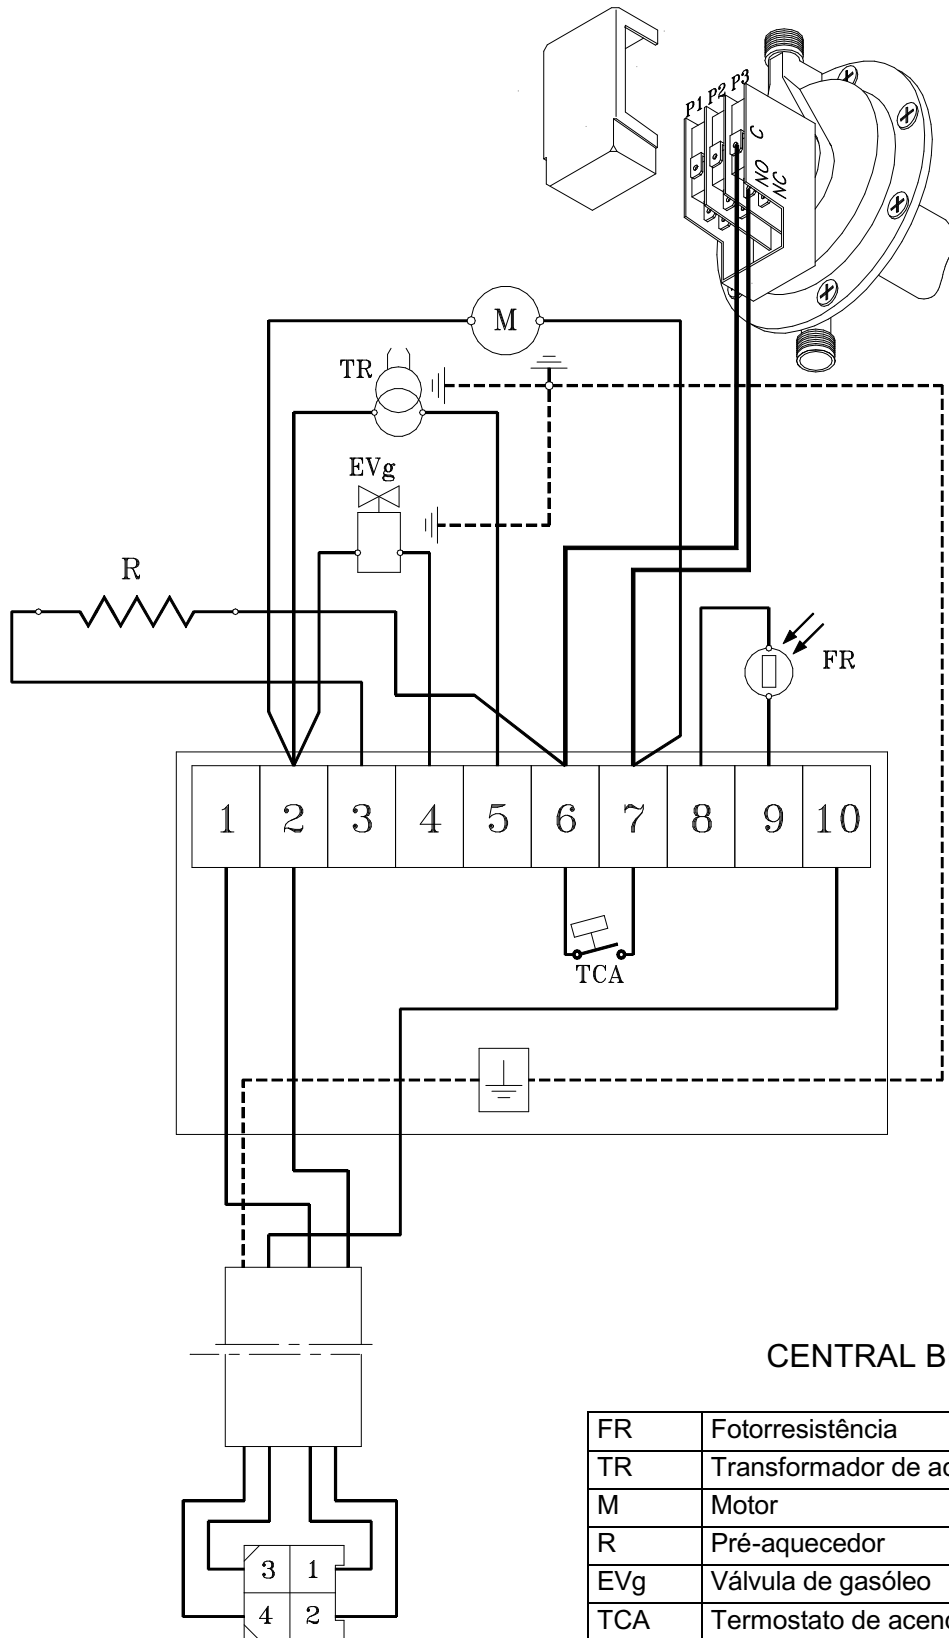 P1 P2 P3
C
NO
NC
M
TR
EVg
R
FR
1 2 3 4 5 6 7 8 9 10
TCA
CENTRAL B
FR Fotorresistência
TR Transformador de
M Motor
R Pré-aquecedor
EVg Válvula de gasóleo
TCA Termostato de
3 1
4 2